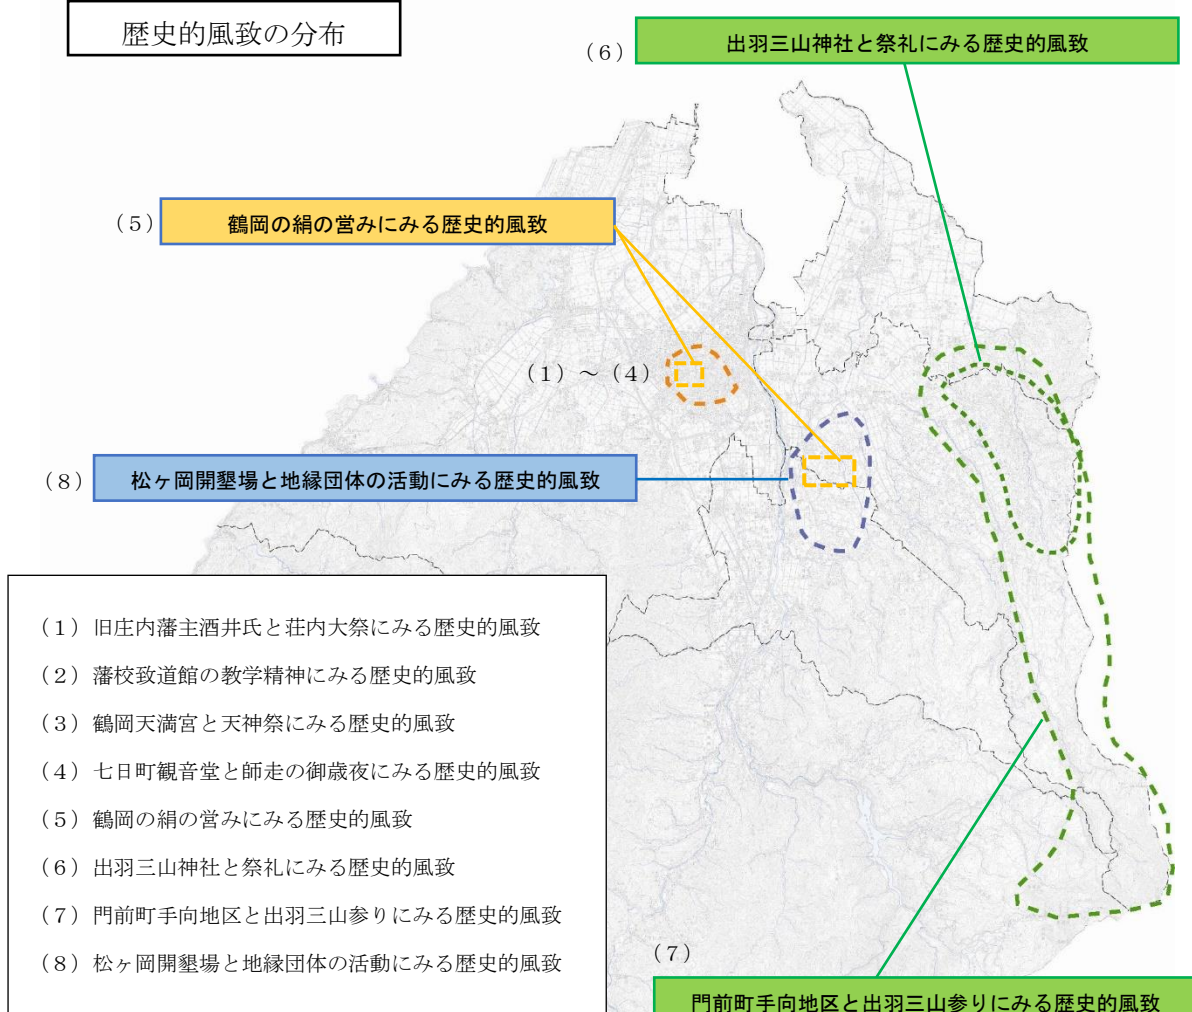 歴史的風致の分布
（6）
出羽三山神社と祭礼にみる歴史的風致
（5）
鶴岡の絹の営みにみる歴史的風致
（1）～（4）
（8）
松ヶ岡開墾場と地縁団体の活動にみる歴史的風致
（1）旧庄内藩主酒井氏と荘内大祭にみる歴史的風致
（2）藩校致道館の教学精神にみる歴史的風致
（3）鶴岡天満宮と天神祭にみる歴史的風致
（4）七日町観音堂と師走の御歳夜にみる歴史的風致
（5）鶴岡の絹の営みにみる歴史的風致
（6）出羽三山神社と祭礼にみる歴史的風致
（7）門前町手向地区と出羽三山参りにみる歴史的風致
（8）松ヶ岡開墾場と地縁団体の活動にみる歴史的風致
（7）
門前町手向地区と出羽三山参りにみる歴史的風致